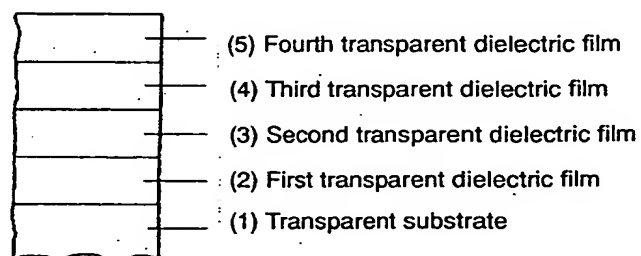 (5) Fourth transparent dielectric film
(4) Third transparent dielectric film
(3) Second transparent dielectric film
(2) First transparent dielectric film
(1) Transparent substrate